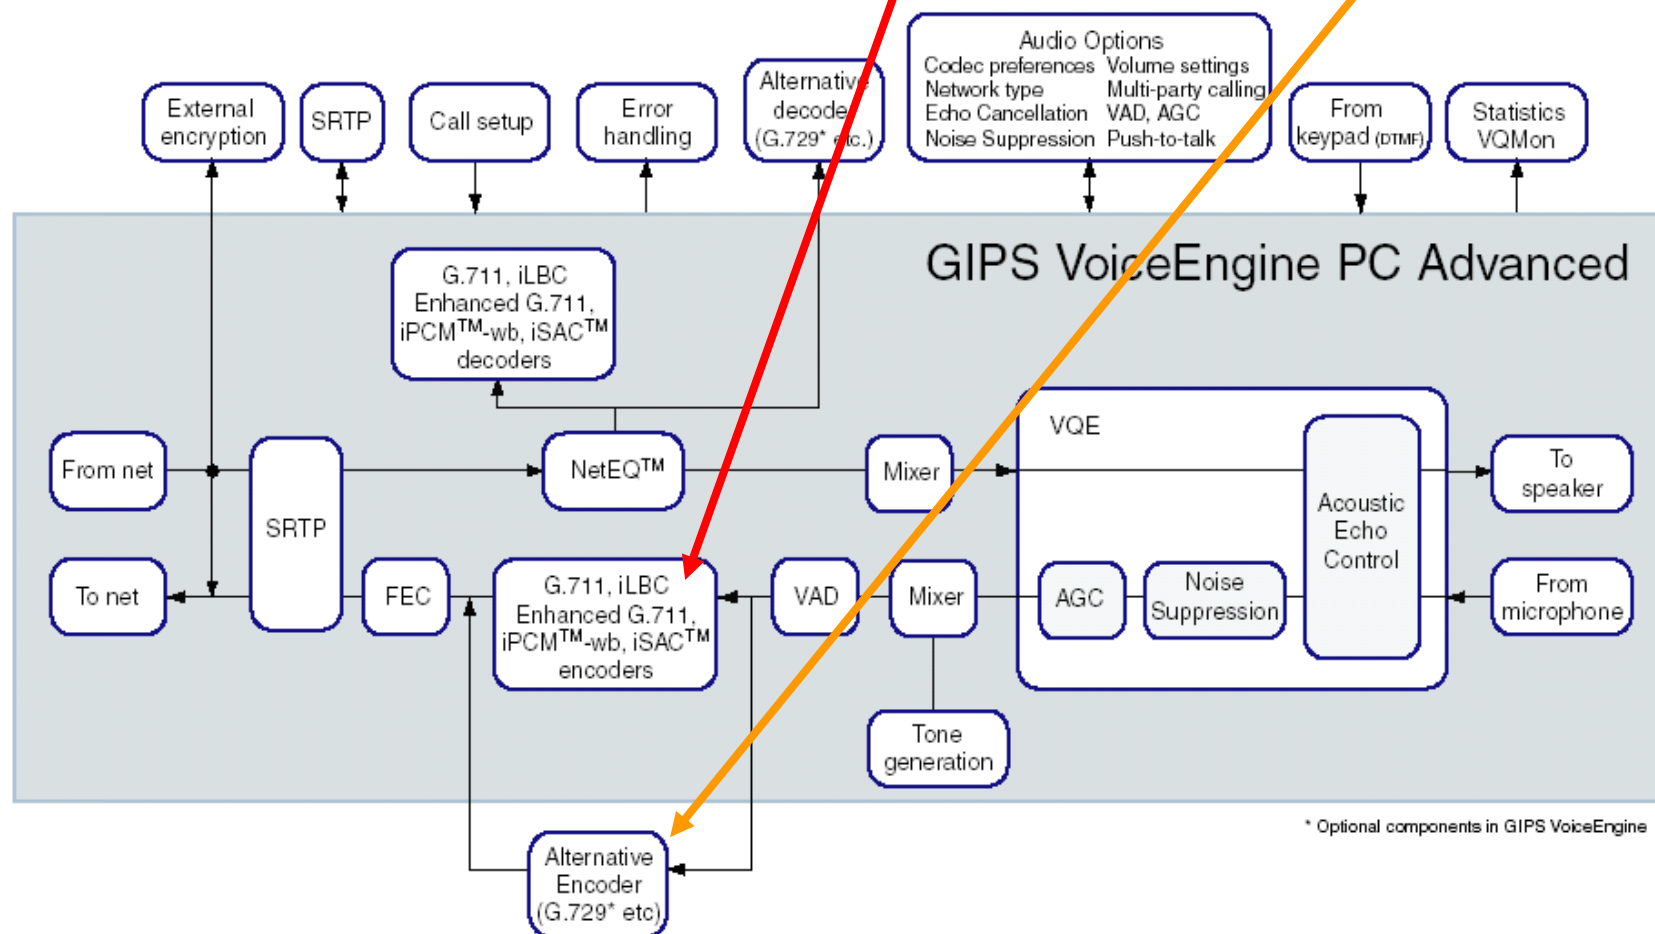 External
encryption
SRTP
Call setup
Error
handling
Alternative
decoder
(G.729* etc.)
Audio Options
Codec preferences Volume settings
Network type Multi-party calling
Echo Cancellation VAD, AGC
Noise Suppression Push-to-talk
From
keypad (DTMF)
Statistics
VQMon
GIPS VoiceEngine PC Advanced
G.711, iLBC
Enhanced G.711,
iPCM™-wb, iSAC™
decoders
From net
SRTP
NetEQ™
Mixer
VQE
Acoustic
Echo
Control
To
speaker
To net
FEC
G.711, iLBC
Enhanced G.711,
iPCM™-wb, iSAC™
encoders
VAD
Mixer
AGC
Noise
Suppression
From
microphone
Tone
generation
* Optional components in GIPS VoiceEngine
Alternative
Encoder
(G.729* etc)